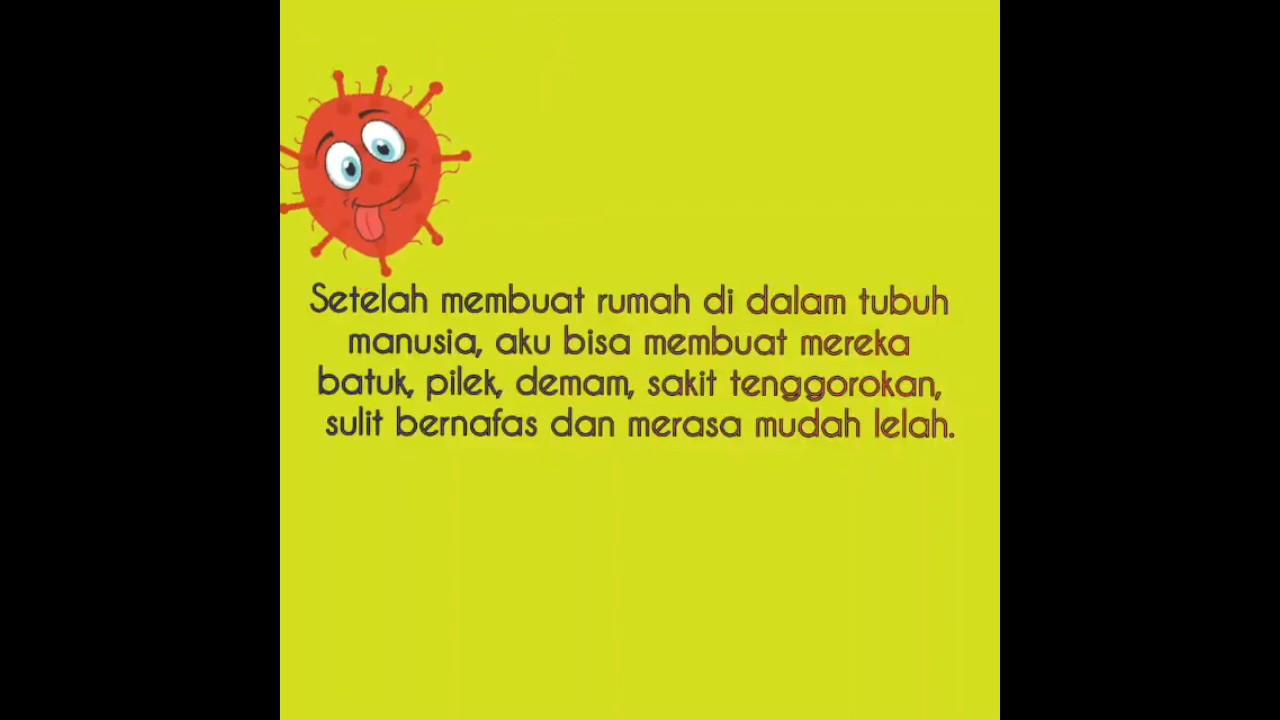 Setelah membuat rumah di dalam tubuh
manusia, aku bisa membuat mereka
batuk, pilek, demam, sakit tenggorokan,
sulit bernafas dan merasa mudah lelah.